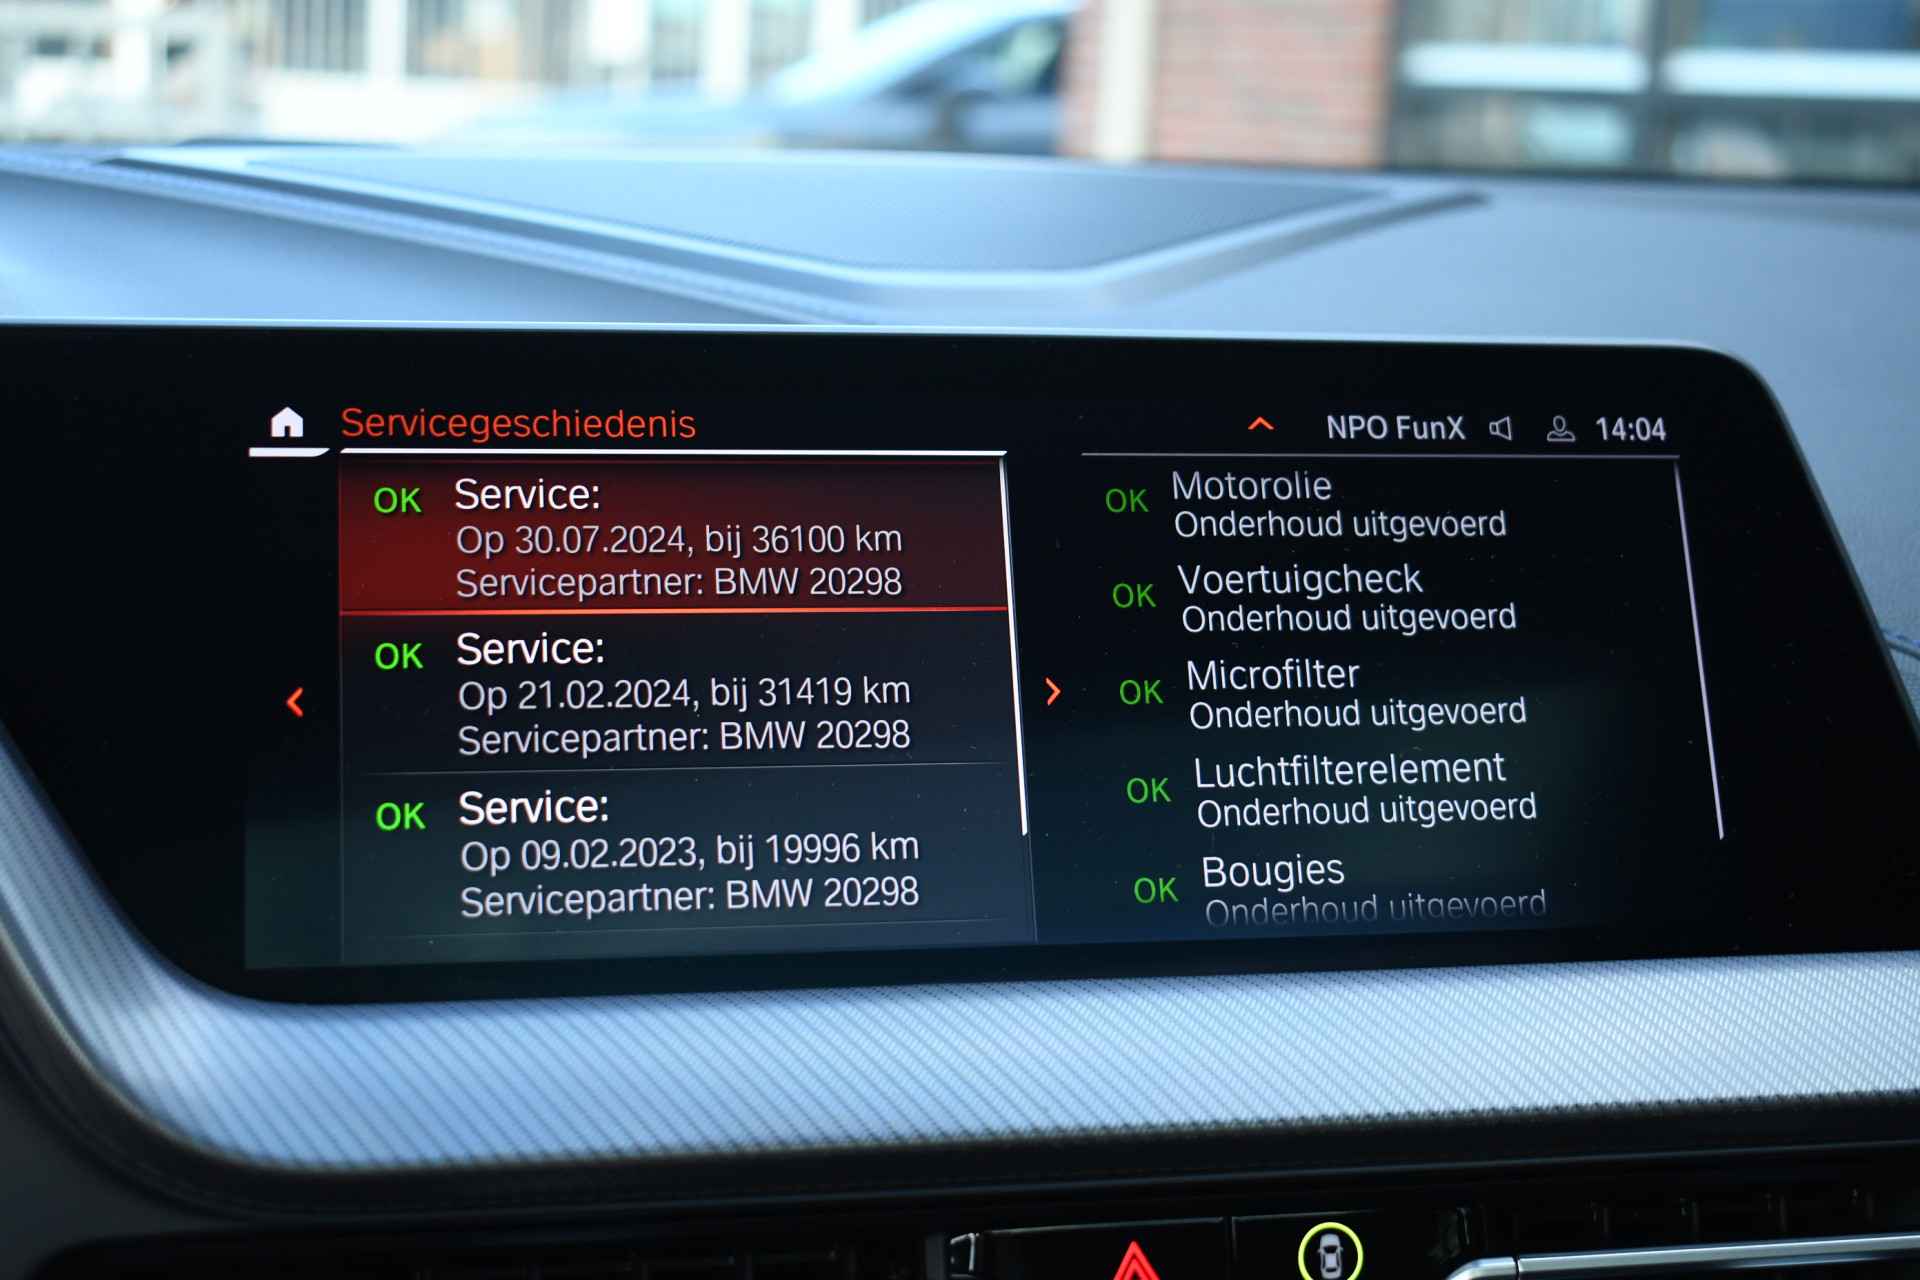 Servicegeschiedenis
NPO FunX 14:04
OK Service:
Op 30.07.2024, bij 36100 km
Servicepartner: BMW 20298
OK Service:
Op 21.02.2024, bij 31419 km
Servicepartner: BMW 20298
OK Service:
Op 09.02.2023, bij 19996 km
Servicepartner: BMW 20298
OK Motorolie
Onderhoud uitgevoerd
OK Voertuigcheck
Onderhoud uitgevoerd
OK Microfilter
Onderhoud uitgevoerd
OK Luchtfilterelement
Onderhoud uitgevoerd
OK Bougies
Onderhoud uitgevoerd